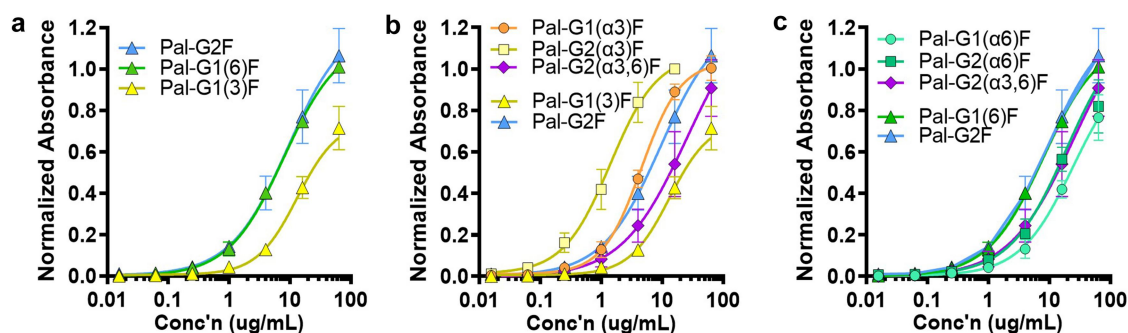 a
Normalized Absorbance
1.2
1.0
0.8
0.6
0.4
0.2
0.0
Pal-G2F
Pal-G1(6)F
Pal-G1(3)F
0.01 0.1 1 10 100
Conc'n (ug/mL)
b
Normalized Absorbance
1.2
1.0
0.8
0.6
0.4
0.2
0.0
Pal-G1(α3)F
Pal-G2(α3)F
Pal-G2(α3,6)F
Pal-G1(3)F
Pal-G2F
0.01 0.1 1 10 100
Conc'n (ug/mL)
c
Normalized Absorbance
1.2
1.0
0.8
0.6
0.4
0.2
0.0
Pal-G1(α6)F
Pal-G2(α6)F
Pal-G2(α3,6)F
Pal-G1(6)F
Pal-G2F
0.01 0.1 1 10 100
Conc'n (ug/mL)